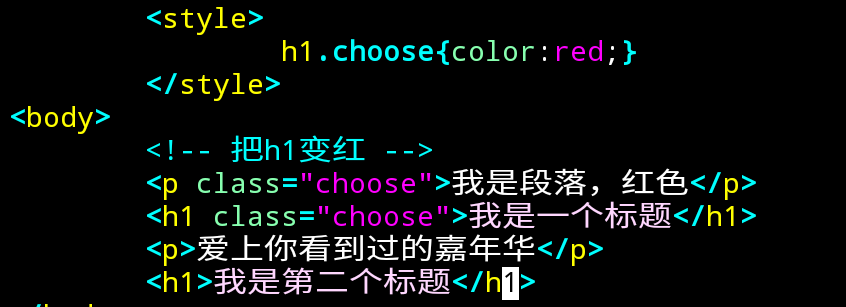 <style>
h1.choose{color:red;}
</style>
<body>
<!-- 把h1变红 -->
<p class="choose">我是段落，红色</p>
<h1 class="choose">我是一个标题</h1>
<p>爱上你看到过的嘉年华</p>
<h1>我是第二个标题</h1>